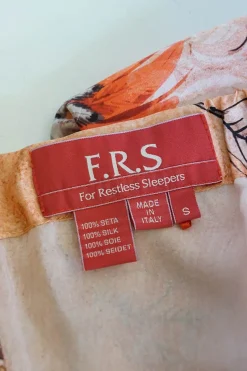 F.R.S
For Restless Sleepers
100% SETA
100% SILK
100% SOIE
100% SEIDET
MADE
IN
ITALY
S